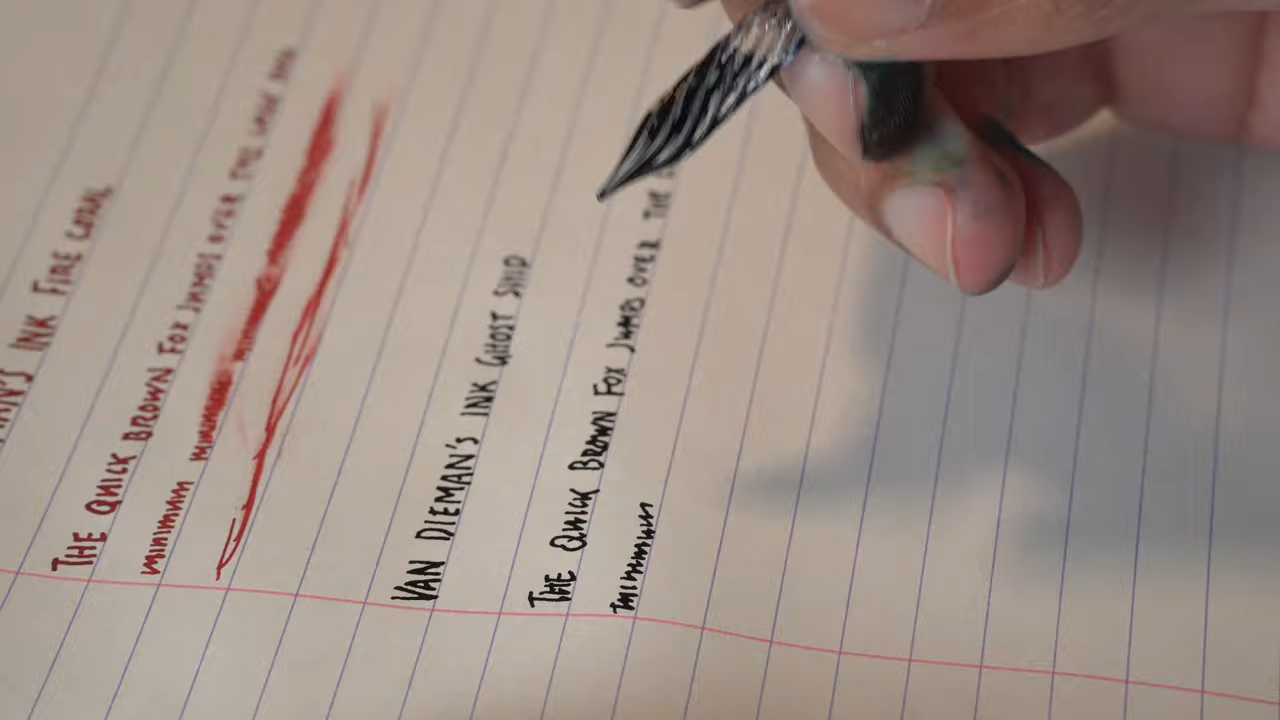 INK FIRE CORAL
THE QUICK BROWN FOX JUMPS OVER THE LAZY DOG
minimum minimum minimum
VAN DIEMAN'S INK GHOST SHIP
THE QUICK BROWN FOX JUMPS OVER THE
minimum